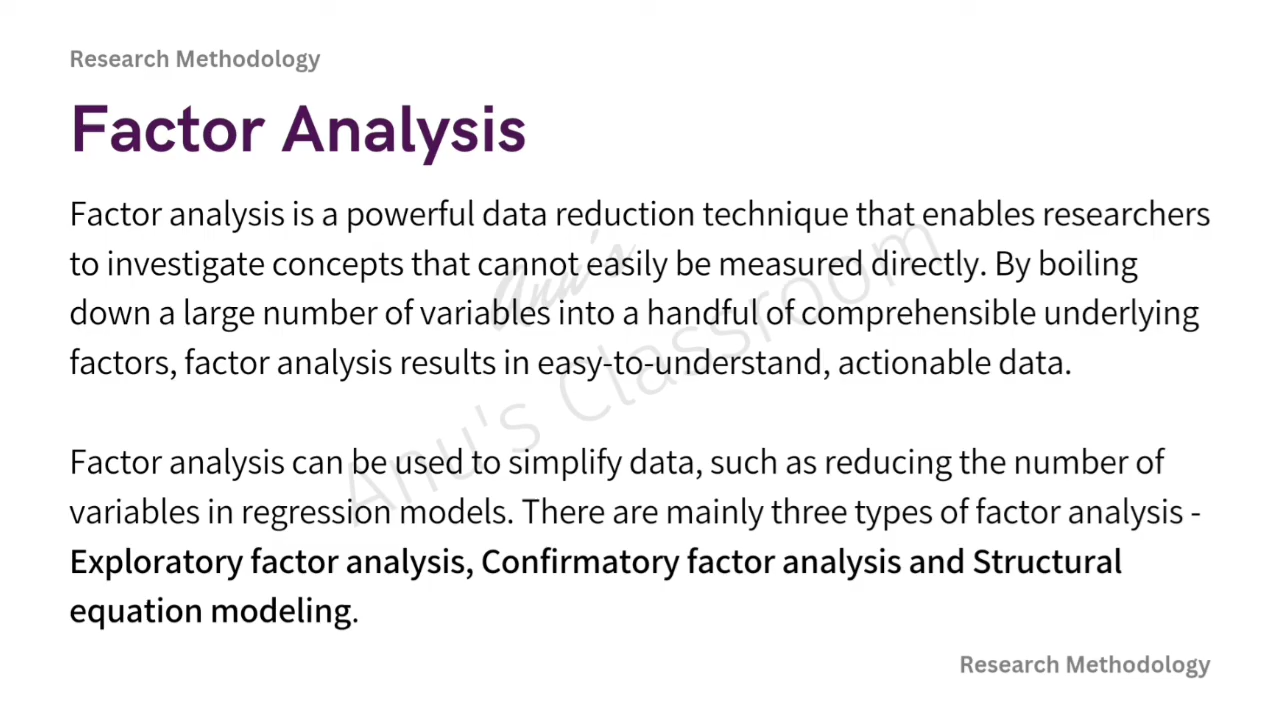 Research Methodology
Factor Analysis
Factor analysis is a powerful data reduction technique that enables researchers
to investigate concepts that cannot easily be measured directly. By boiling
down a large number of variables into a handful of comprehensible underlying
factors, factor analysis results in easy-to-understand, actionable data.
Factor analysis can be used to simplify data, such as reducing the number of
variables in regression models. There are mainly three types of factor analysis -
Exploratory factor analysis, Confirmatory factor analysis and Structural
equation modeling.
Anu's
Anu's Classroom
Research Methodology